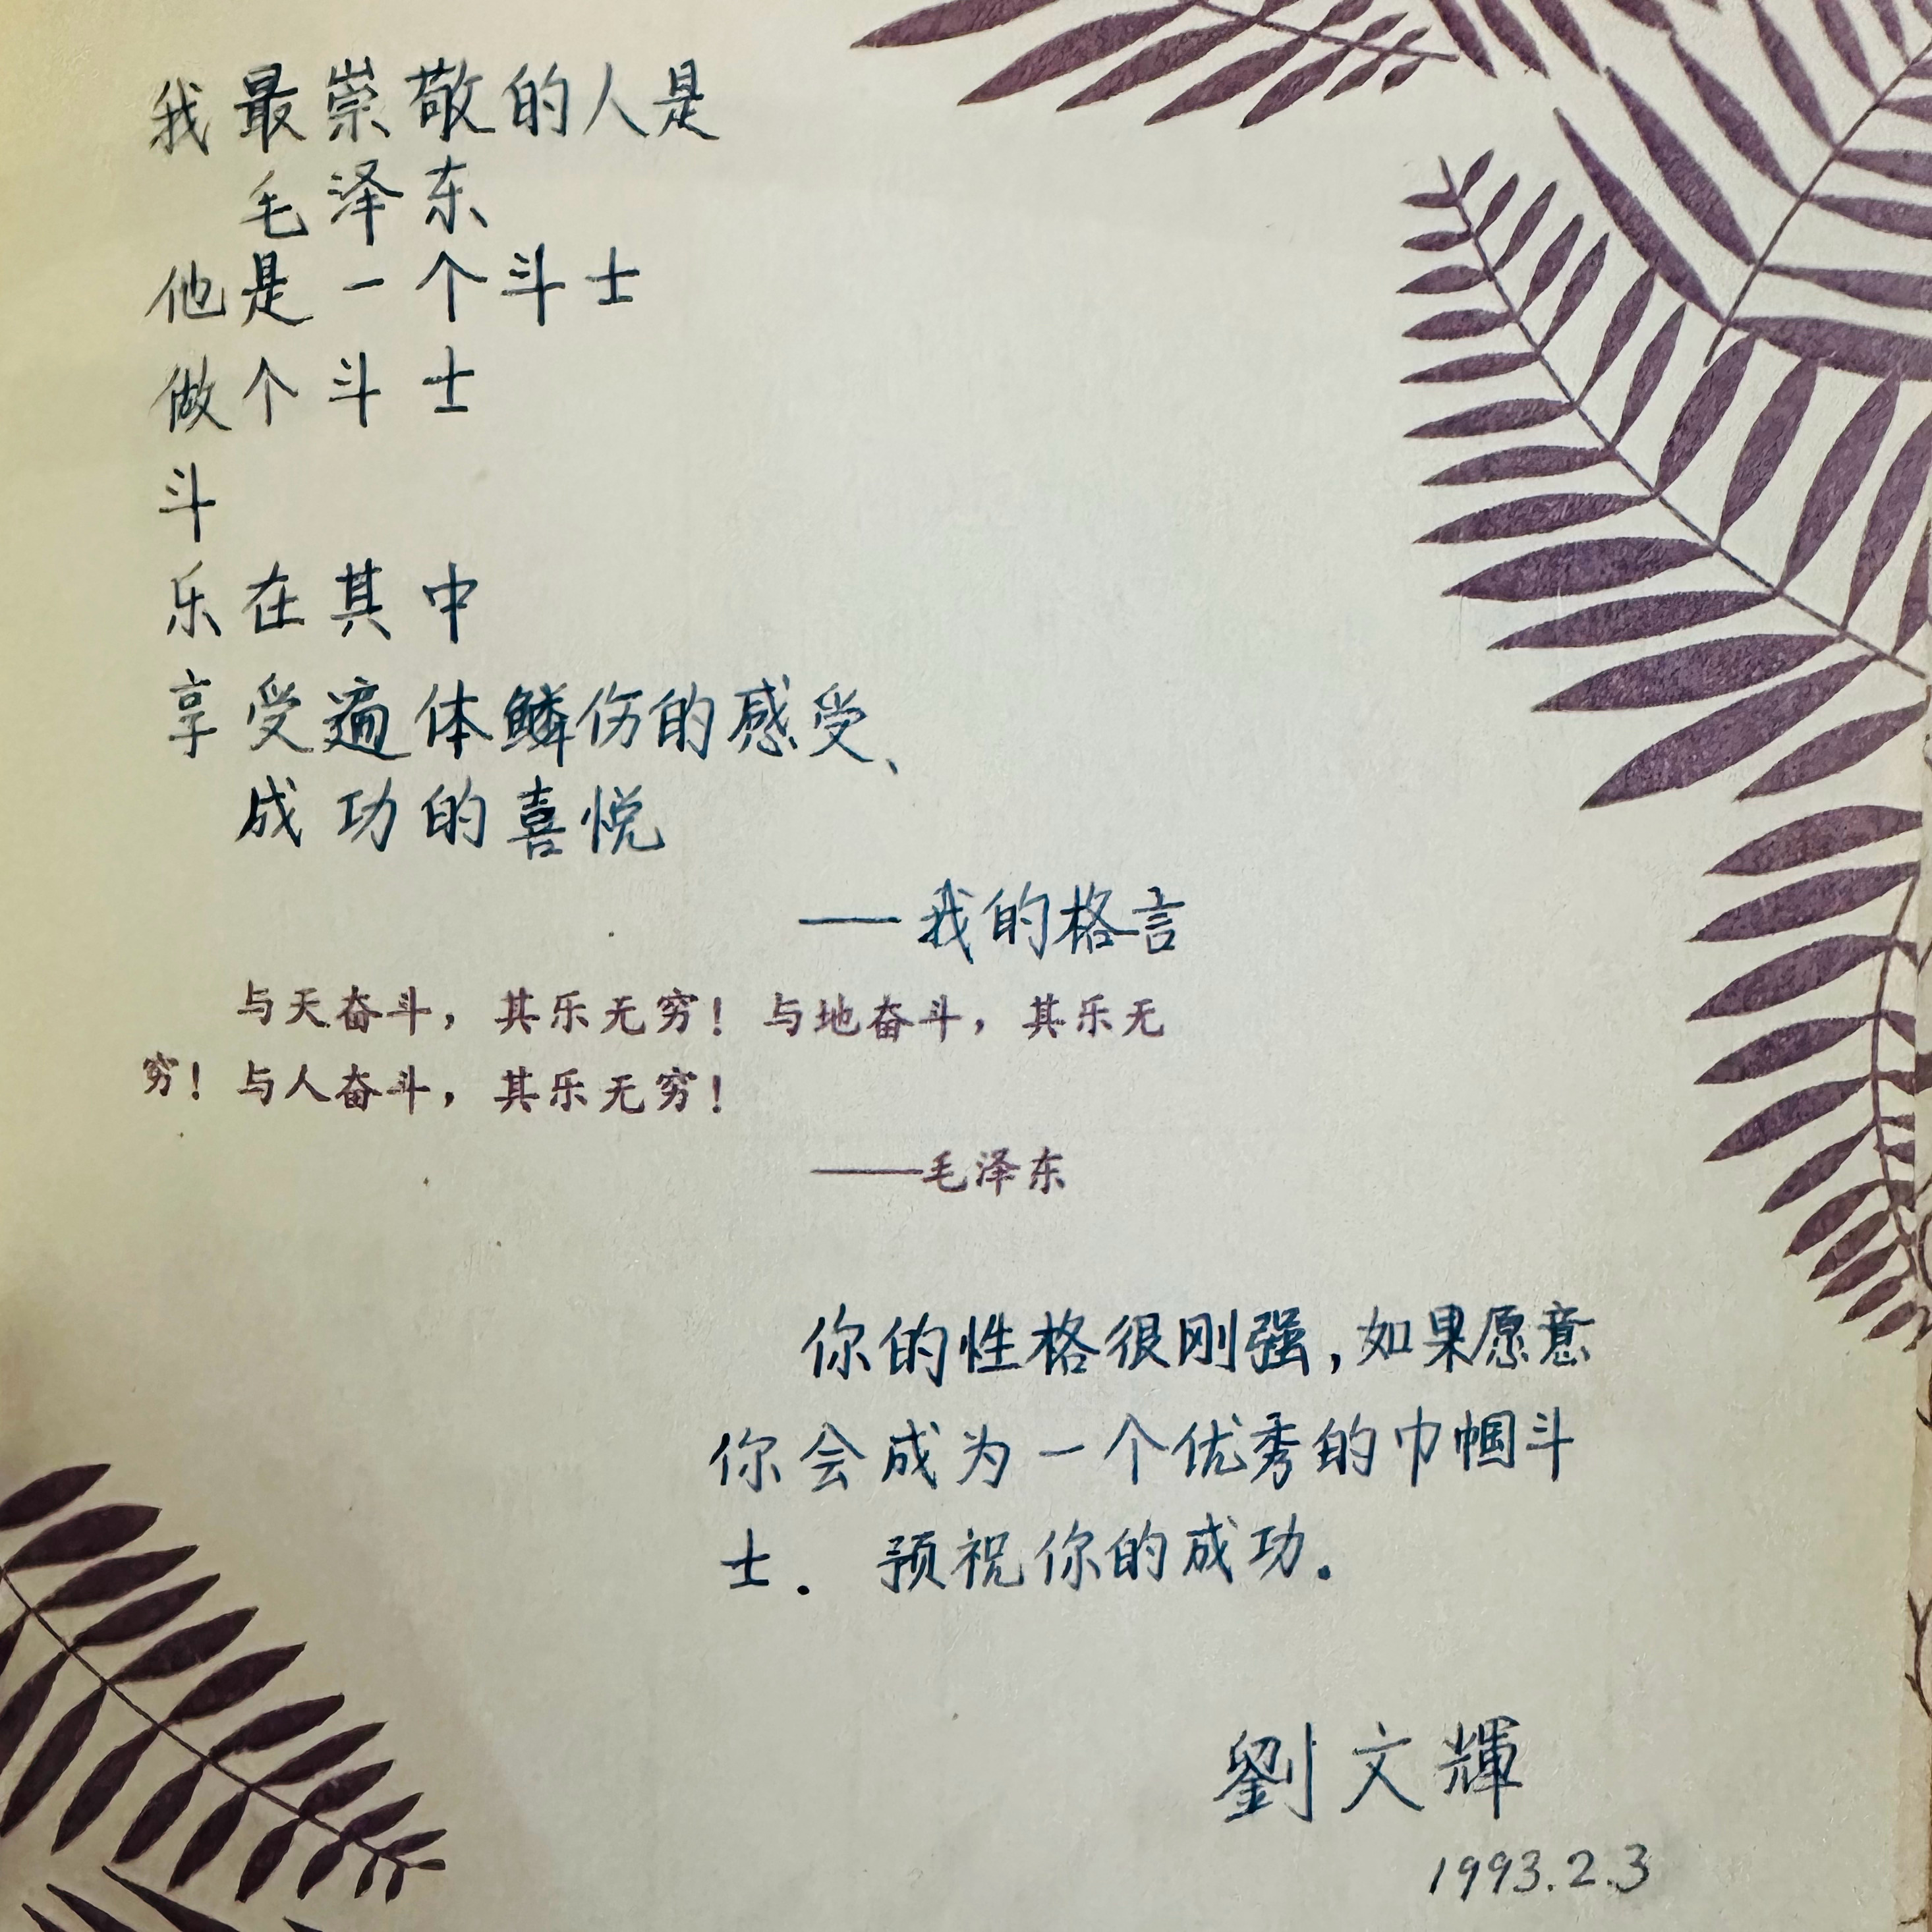 我最崇敬的人是
毛泽东
他是一个斗士
做个斗士
斗
乐在其中
享受遍体鳞伤的感受、
成功的喜悦
——我的格言
与天奋斗，其乐无穷！与地奋斗，其乐无
穷！与人奋斗，其乐无穷！
——毛泽东
你的性格很刚强，如果愿意
你会成为一个优秀的巾帼斗
士．预祝你的成功．
劉文輝
1993.2.3